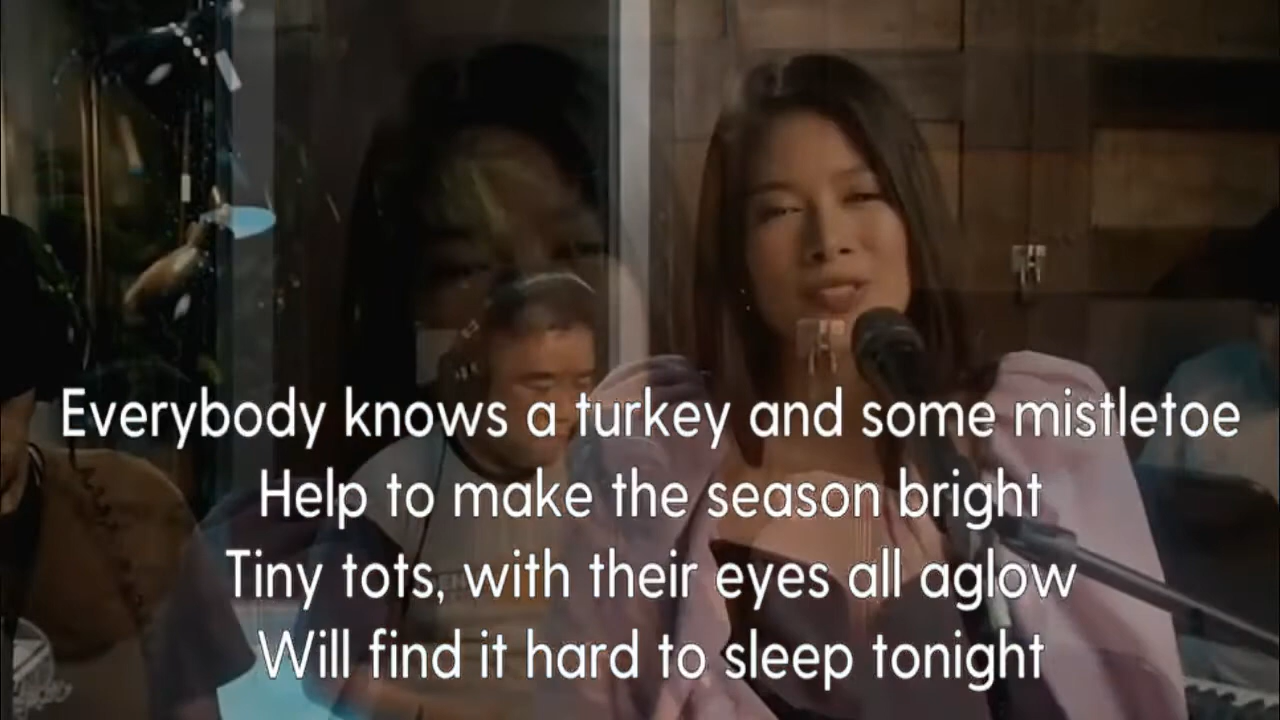 Everybody knows a turkey and some mistletoe
Help to make the season bright
Tiny tots, with their eyes all aglow
Will find it hard to sleep tonight